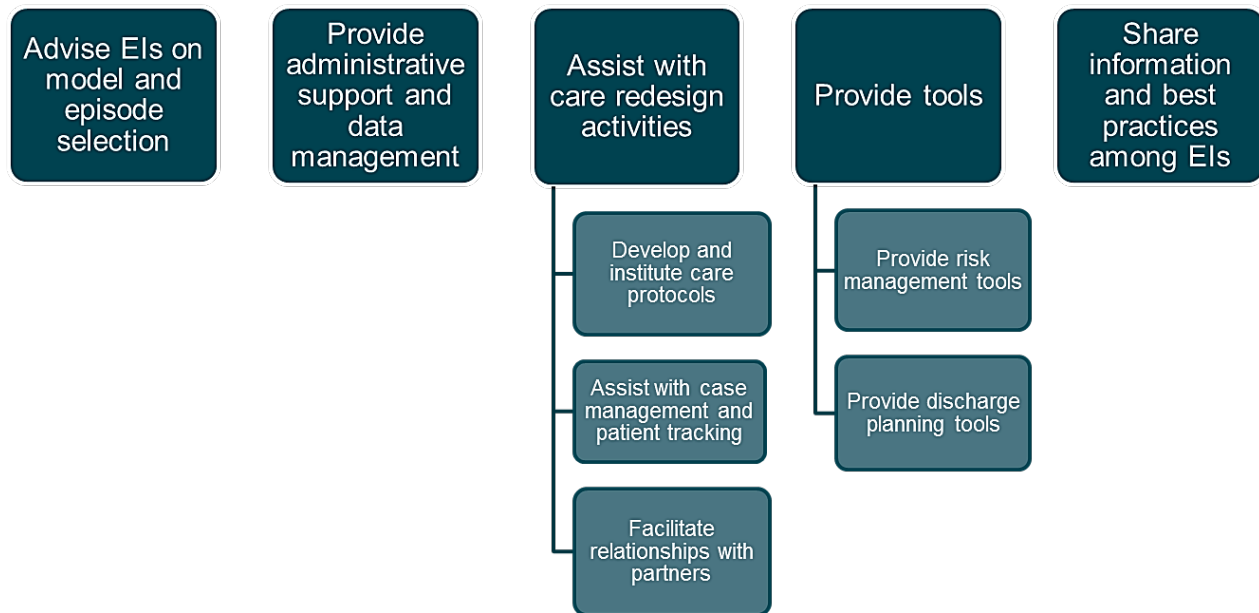 Advise EIs on
model and
episode
selection
Provide
administrative
support and
data
management
Assist with
care redesign
activities
Provide tools
Share
information
and best
practices
among EIs
Develop and
institute care
protocols
Assist with case
management and
patient tracking
Facilitate
relationships with
partners
Provide risk
management tools
Provide discharge
planning tools